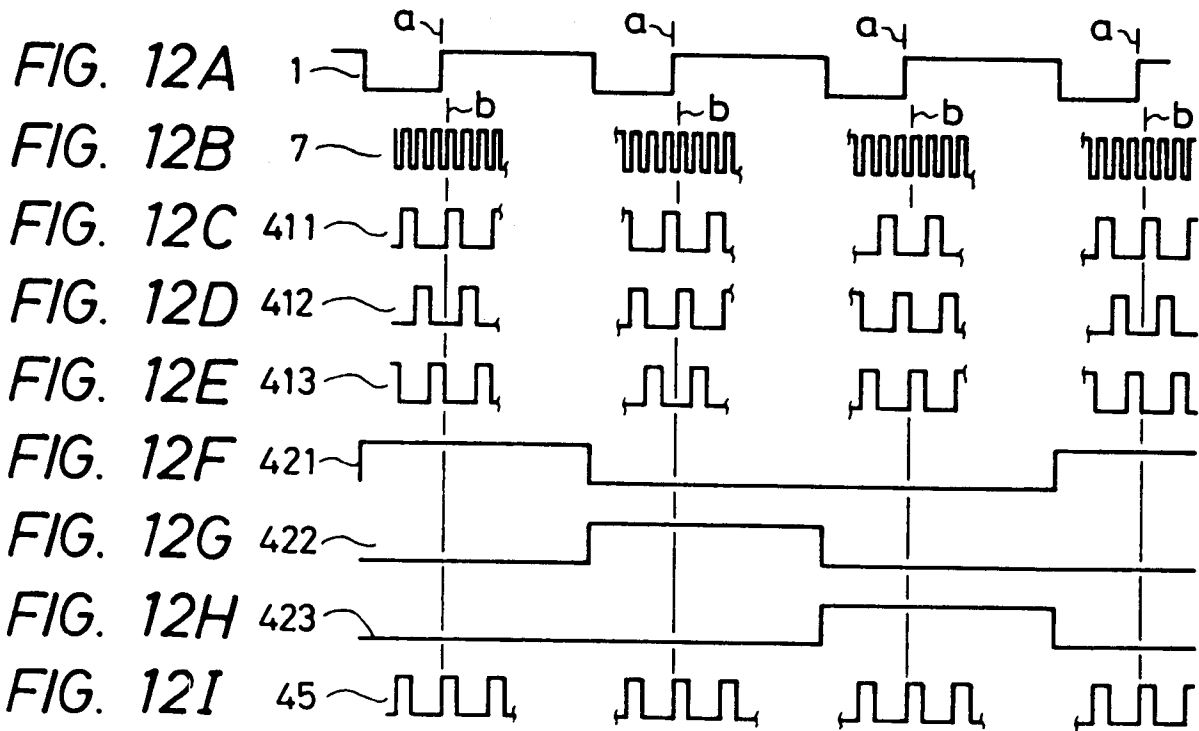 a a a a
FIG. 12A 1
b b b b
FIG. 12B 7
FIG. 12C 411
FIG. 12D 412
FIG. 12E 413
FIG. 12F 421
FIG. 12G 422
FIG. 12H 423
FIG. 12I 45